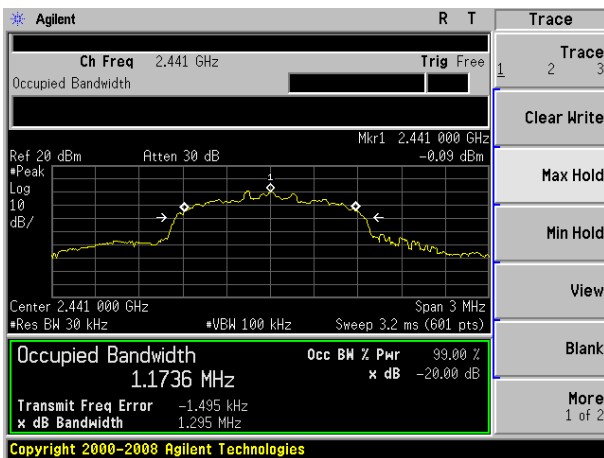 Agilent R T Trace
Ch Freq 2.441 GHz Trig Free
Occupied Bandwidth
Trace
1 2 3
Clear Write
Max Hold
Min Hold
View
Blank
More
1 of 2
Mkr1 2.441 000 GHz
Ref 20 dBm Atten 30 dB -0.09 dBm
#Peak
Log
10
dB/
1
Center 2.441 000 GHz Span 3 MHz
#Res BW 30 kHz #VBW 100 kHz Sweep 3.2 ms (601 pts)
Occupied Bandwidth Occ BW % Pwr 99.00 %
1.1736 MHz x dB -20.00 dB
Transmit Freq Error -1.495 kHz
x dB Bandwidth 1.295 MHz
Copyright 2000-2008 Agilent Technologies